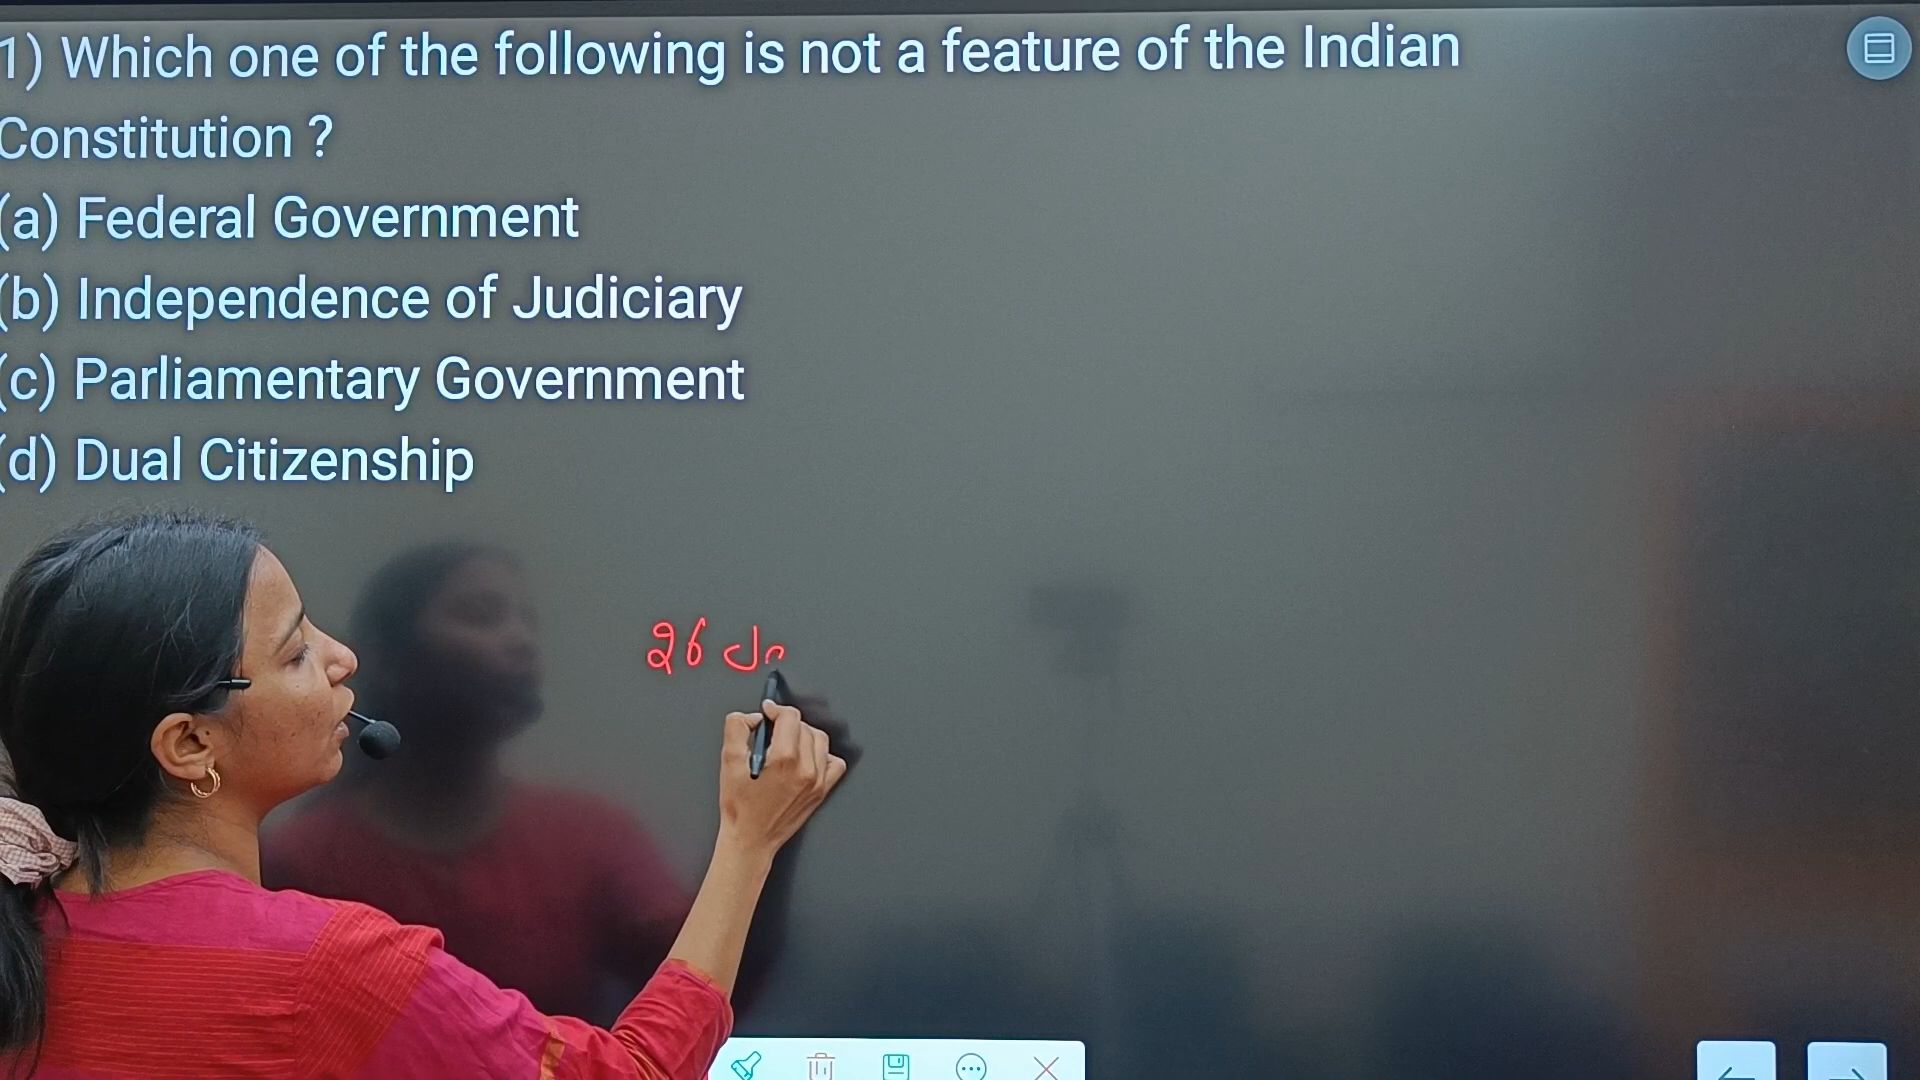 1) Which one of the following is not a feature of the Indian
Constitution ?
(a) Federal Government
(b) Independence of Judiciary
(c) Parliamentary Government
(d) Dual Citizenship
26 Ja